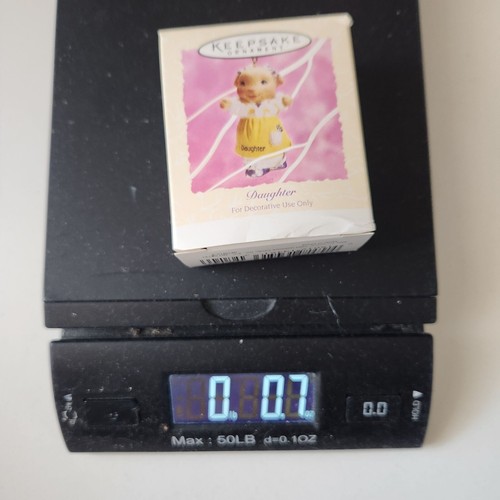 KEEPSAKE
ORNAMENT
Daughter
Daughter
For Decorative Use Only
0 lb 0.7 oz
0.0
HOLD
Max : 50LB d=0.1OZ